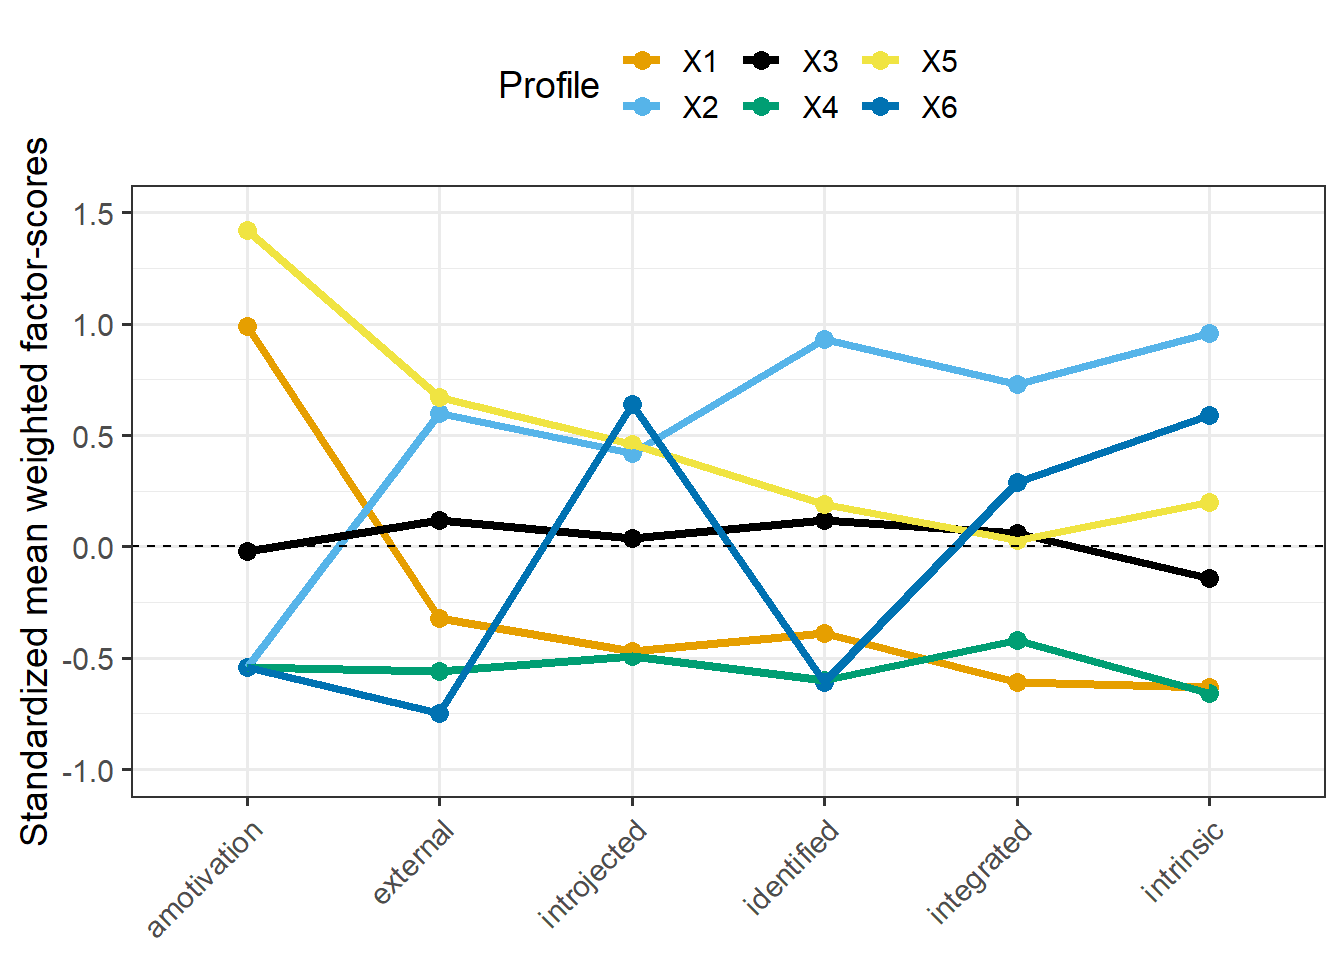 Profile
X1 X3 X5
X2 X4 X6
Standardized mean weighted factor-scores
1.5
1.0
0.5
0.0
-0.5
-1.0
amotivation
external
introjected
identified
integrated
intrinsic